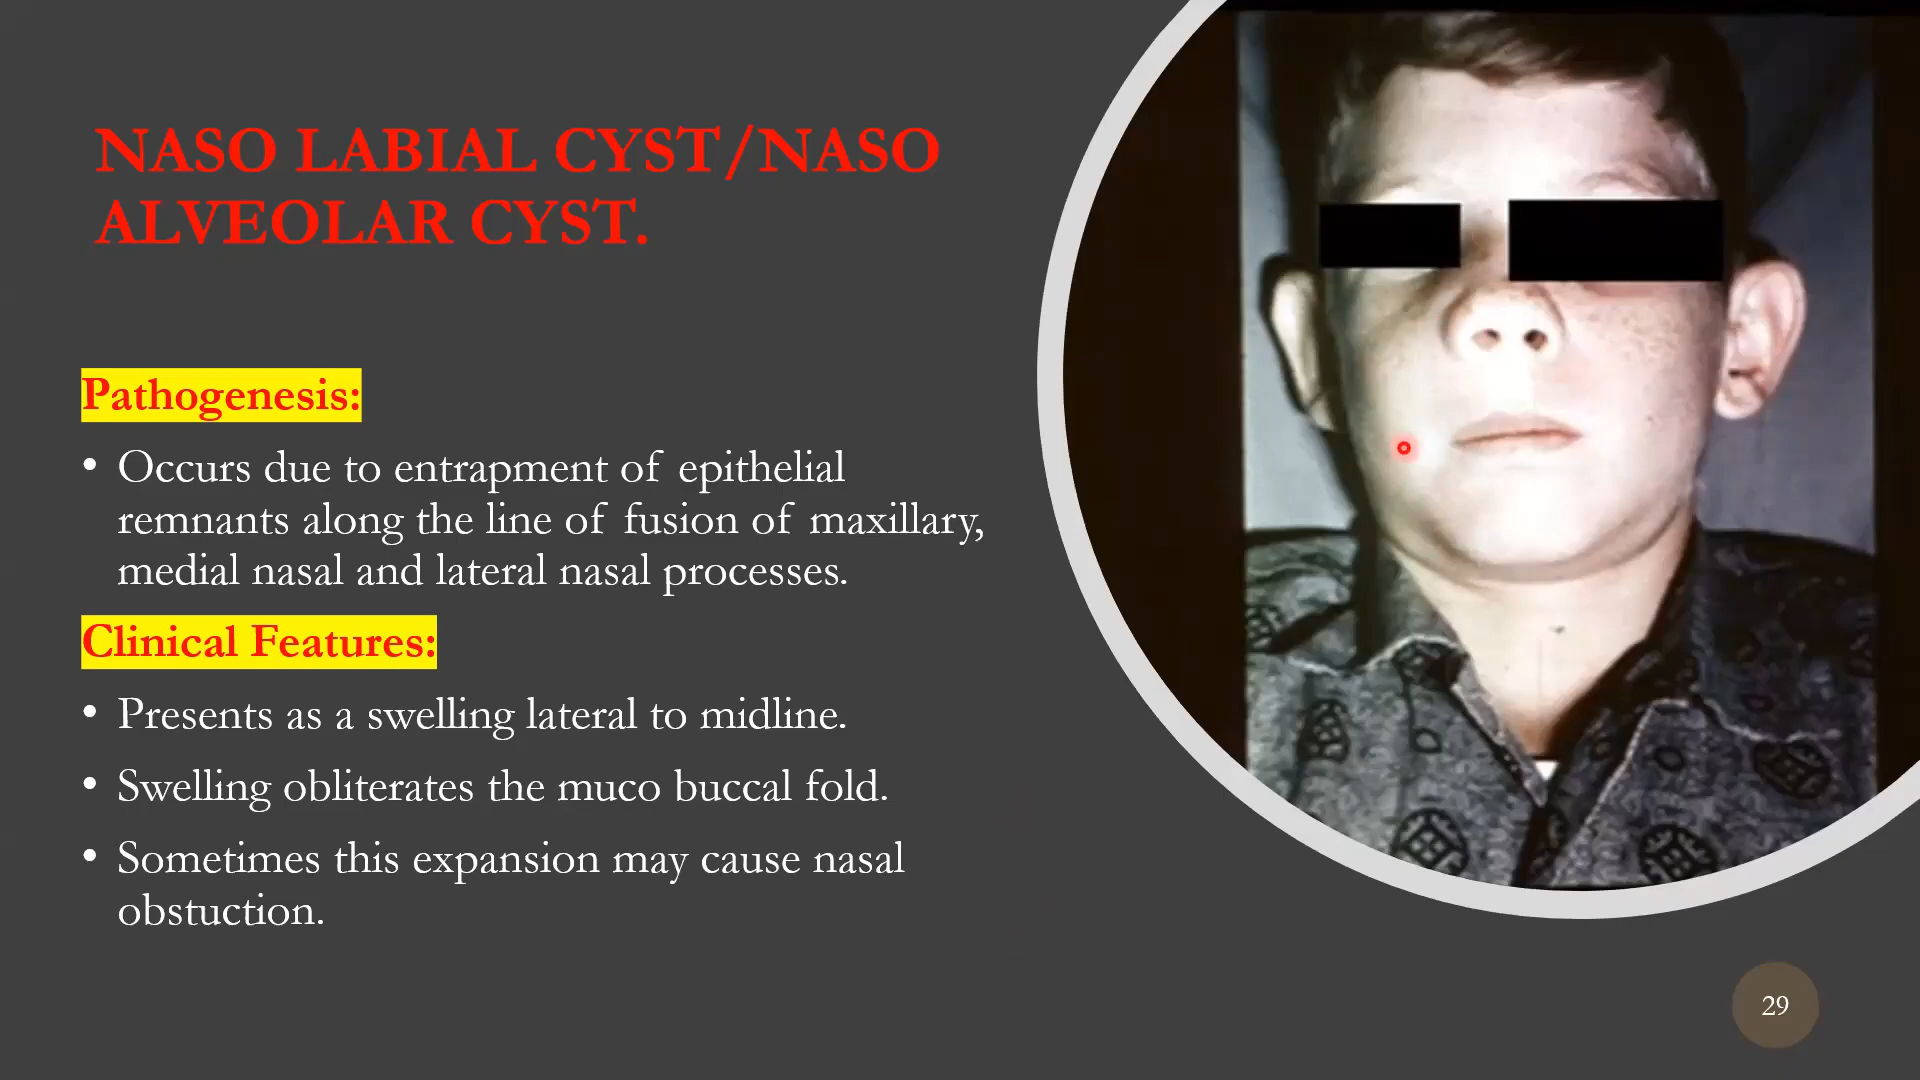 NASO LABIAL CYST/NASO
ALVEOLAR CYST.
Pathogenesis:
• Occurs due to entrapment of epithelial
remnants along the line of fusion of maxillary,
medial nasal and lateral nasal processes.
Clinical Features:
• Presents as a swelling lateral to midline.
• Swelling obliterates the muco buccal fold.
• Sometimes this expansion may cause nasal
obstuction.
29